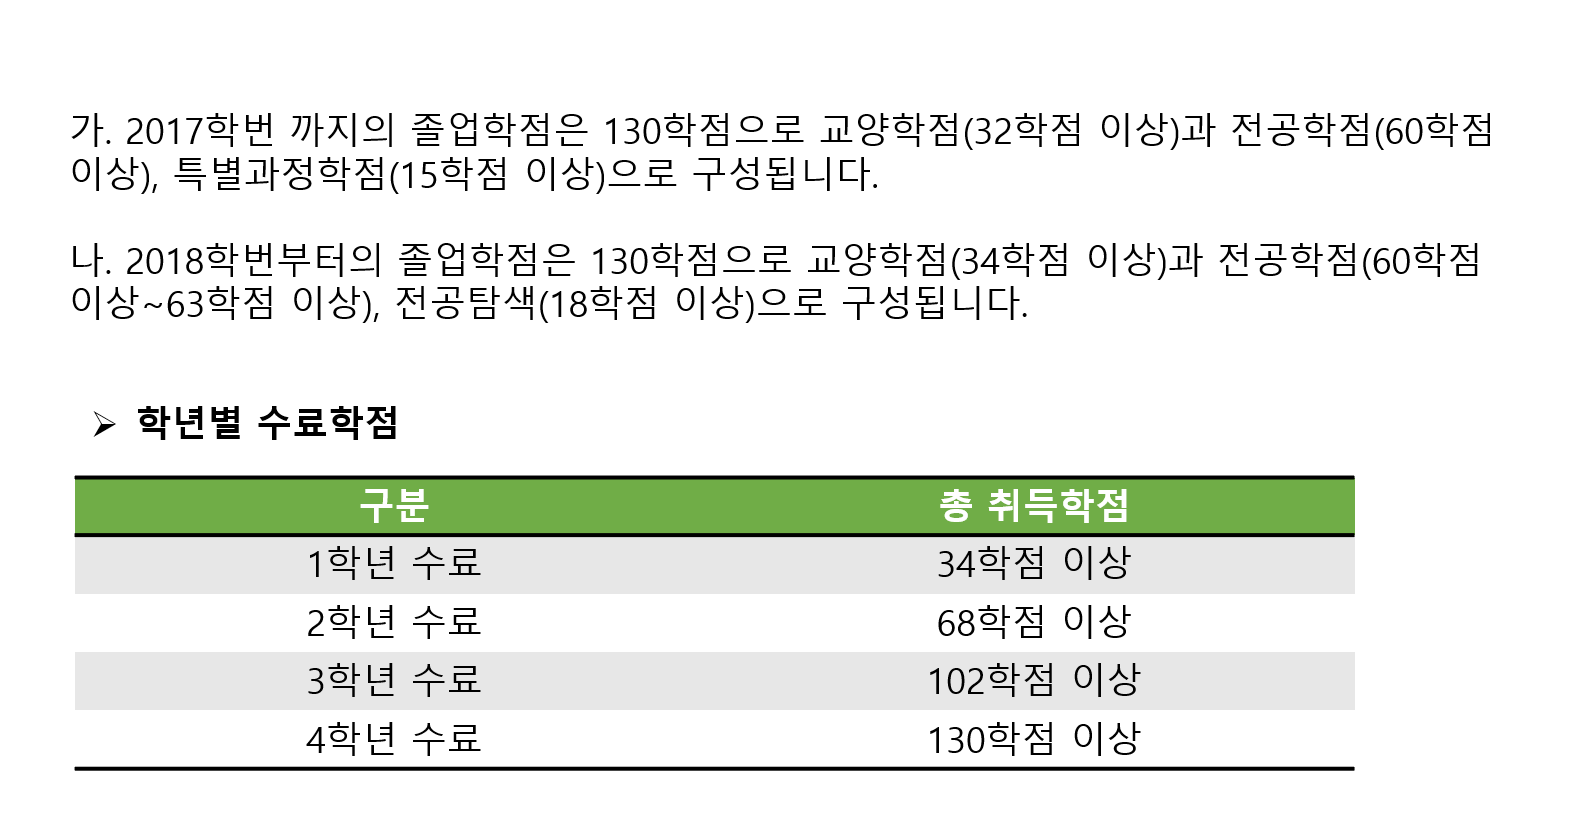 가. 2017학번 까지의 졸업학점은 130학점으로 교양학점(32학점 이상)과 전공학점(60학점
이상), 특별과정학점(15학점 이상)으로 구성됩니다.
나. 2018학번부터의 졸업학점은 130학점으로 교양학점(34학점 이상)과 전공학점(60학점
이상~63학점 이상), 전공탐색(18학점 이상)으로 구성됩니다.
➢ 학년별 수료학점
구분 총 취득학점
1학년 수료 34학점 이상
2학년 수료 68학점 이상
3학년 수료 102학점 이상
4학년 수료 130학점 이상